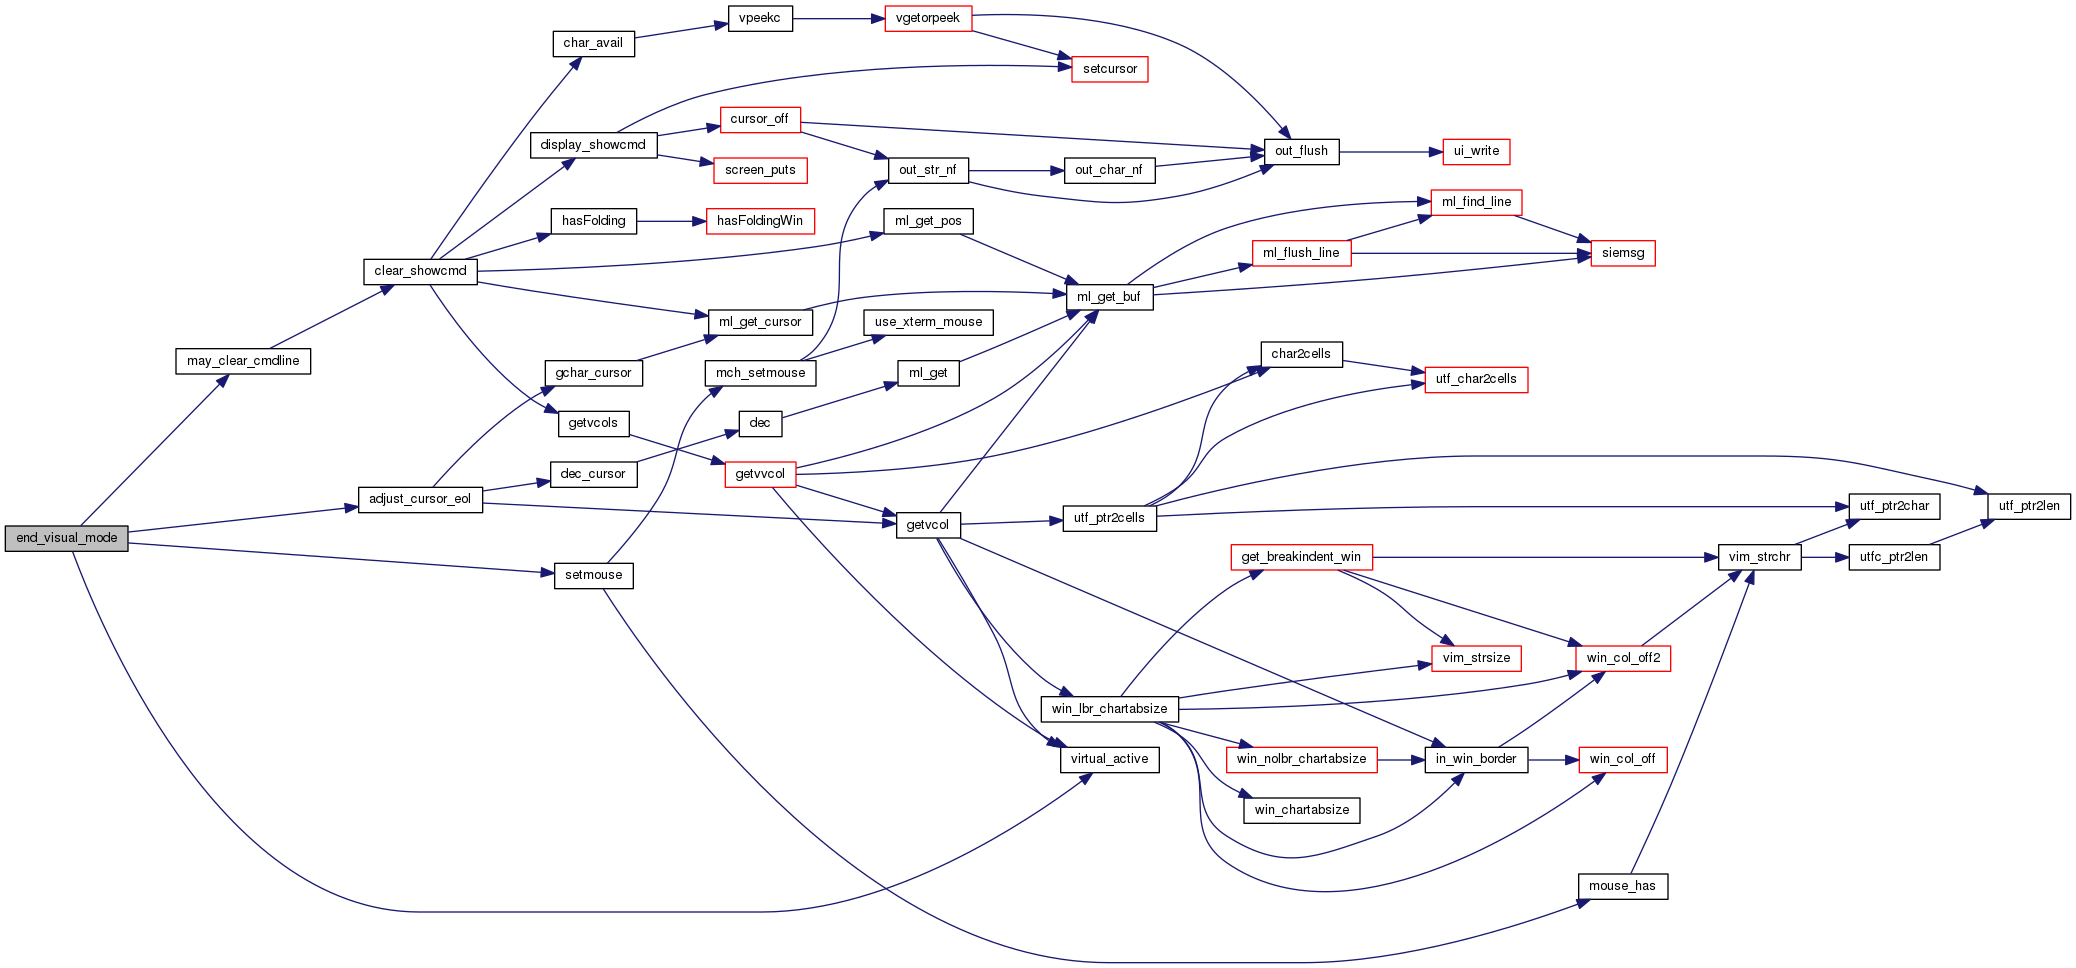 end_visual_mode
may_clear_cmdline
adjust_cursor_eol
setmouse
clear_showcmd
char_avail
display_showcmd
hasFolding
gchar_cursor
getvcols
dec_cursor
vpeekc
cursor_off
screen_puts
hasFoldingWin
ml_get_cursor
mch_setmouse
dec
getvvcol
vgetorpeek
out_str_nf
ml_get_pos
use_xterm_mouse
ml_get
getvcol
setcursor
out_char_nf
ml_get_buf
utf_ptr2cells
win_lbr_chartabsize
virtual_active
out_flush
ml_flush_line
char2cells
get_breakindent_win
win_nolbr_chartabsize
win_chartabsize
ui_write
ml_find_line
utf_char2cells
vim_strsize
in_win_border
siemsg
win_col_off2
win_col_off
mouse_has
vim_strchr
utf_ptr2char
utfc_ptr2len
utf_ptr2len